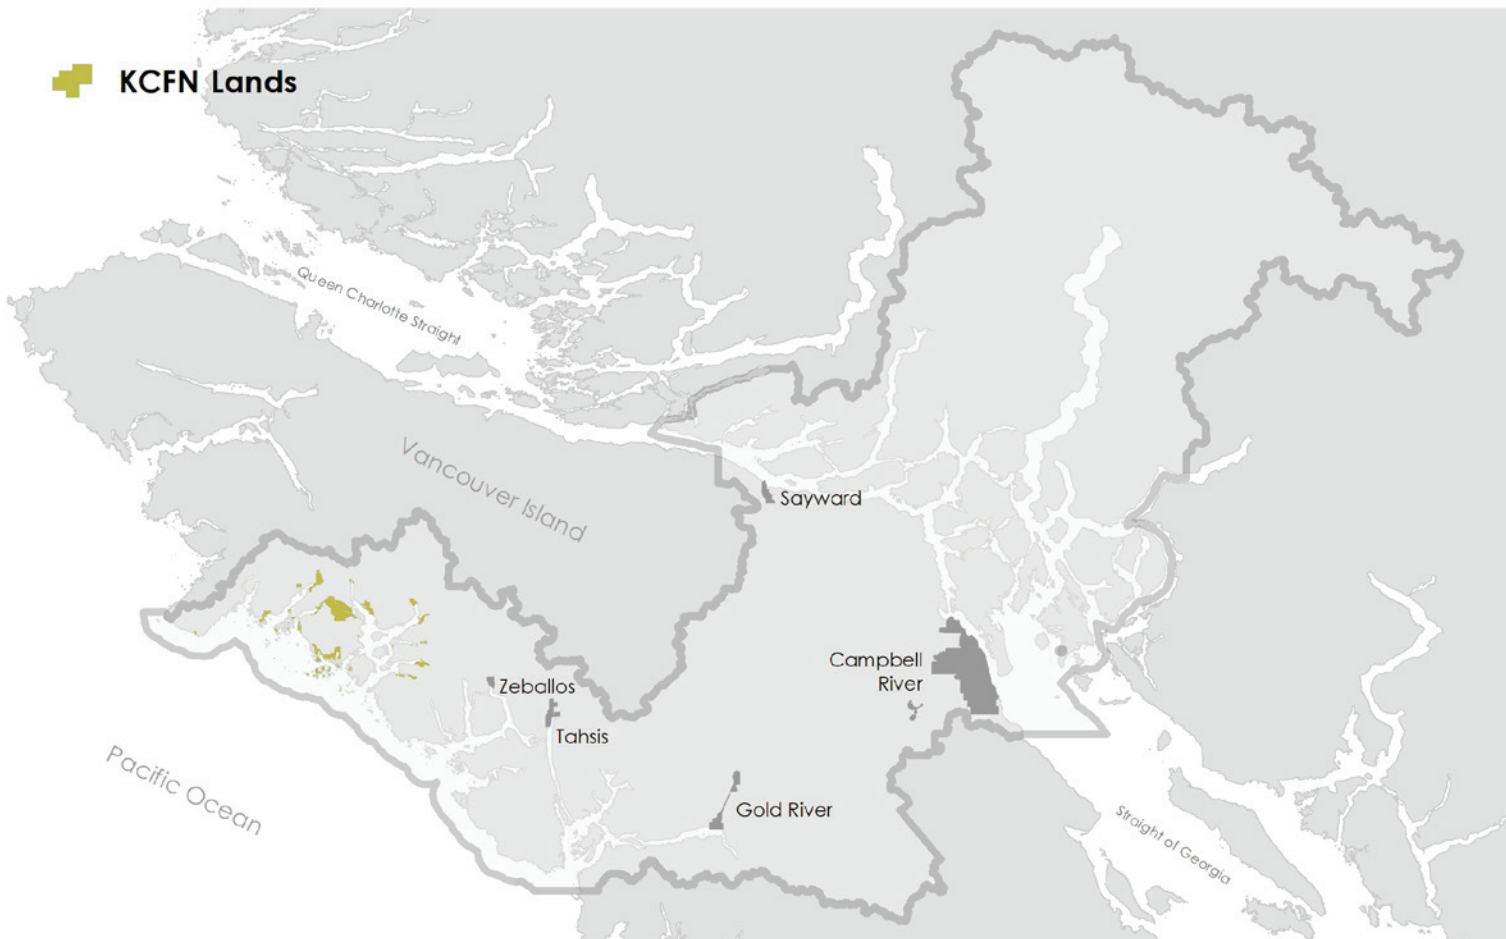 KCFN Lands
Queen Charlotte Straight
Vancouver Island
Sayward
Campbell
River
Zeballos
Tahsis
Gold River
Pacific Ocean
Straight of Georgia